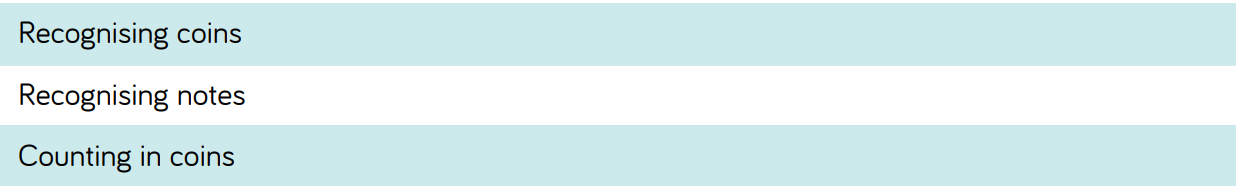 Recognising coins
Recognising notes
Counting in coins